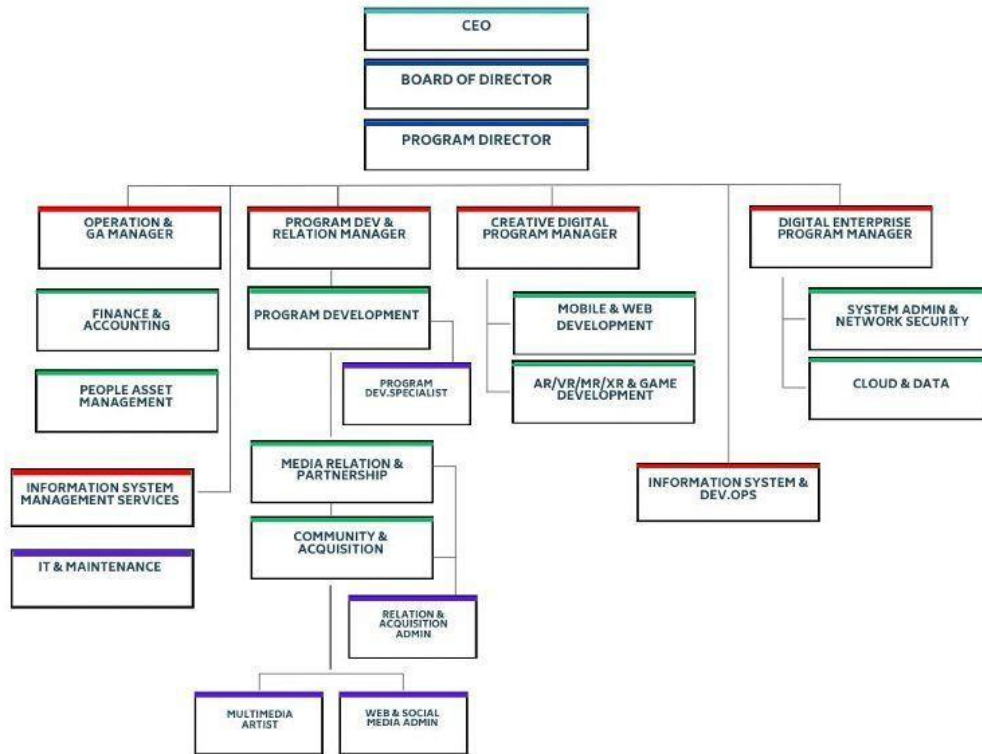 CEO
BOARD OF DIRECTOR
PROGRAM DIRECTOR
OPERATION &
GA MANAGER
PROGRAM DEV &
RELATION MANAGER
CREATIVE DIGITAL
PROGRAM MANAGER
DIGITAL ENTERPRISE
PROGRAM MANAGER
FINANCE &
ACCOUNTING
PROGRAM DEVELOPMENT
MOBILE & WEB
DEVELOPMENT
SYSTEM ADMIN &
NETWORK SECURITY
PEOPLE ASSET
MANAGEMENT
PROGRAM
DEV.SPECIALIST
AR/VR/MR/XR & GAME
DEVELOPMENT
CLOUD & DATA
INFORMATION SYSTEM
MANAGEMENT SERVICES
MEDIA RELATION &
PARTNERSHIP
INFORMATION SYSTEM &
DEV.OPS
IT & MAINTENANCE
COMMUNITY &
ACQUISITION
RELATION &
ACQUISITION
ADMIN
MULTIMEDIA
ARTIST
WEB & SOCIAL
MEDIA ADMIN